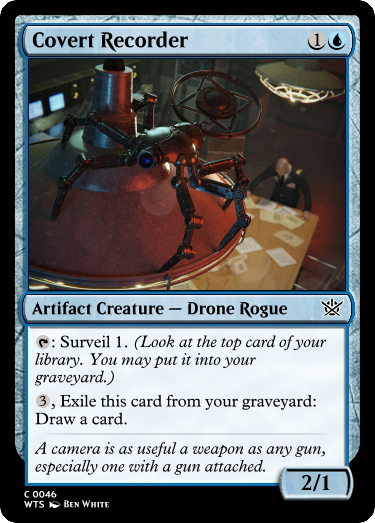 Covert Recorder 1
Artifact Creature — Drone Rogue
: Surveil 1. (Look at the top card of your
library. You may put it into your
graveyard.)
3, Exile this card from your graveyard:
Draw a card.
A camera is as useful a weapon as any gun,
especially one with a gun attached.
2/1
C 0046
WTS Ben White